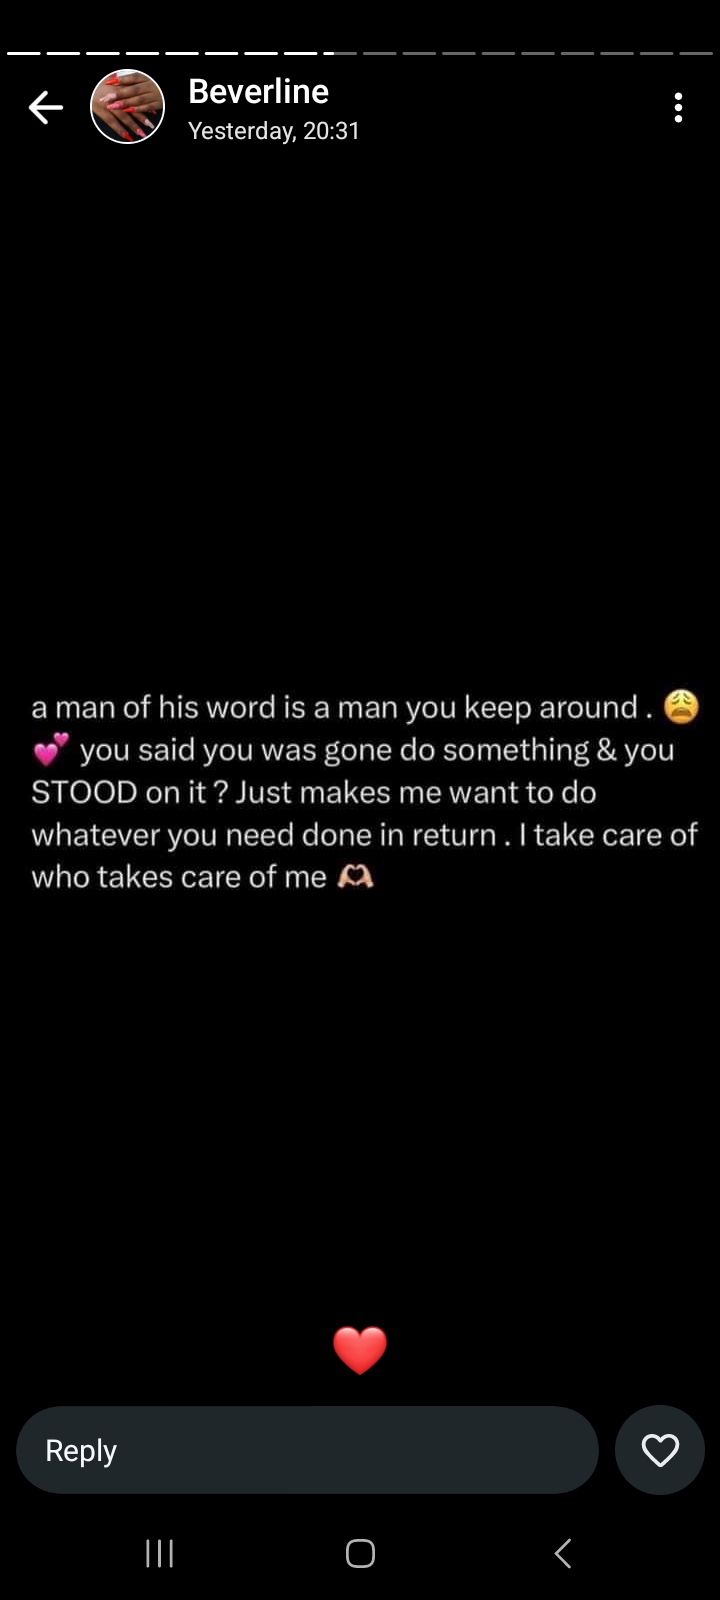 Beverline
Yesterday, 20:31
a man of his word is a man you keep around . 😩
💕 you said you was gone do something & you
STOOD on it ? Just makes me want to do
whatever you need done in return . I take care of
who takes care of me 🫶🏼
❤️
Reply